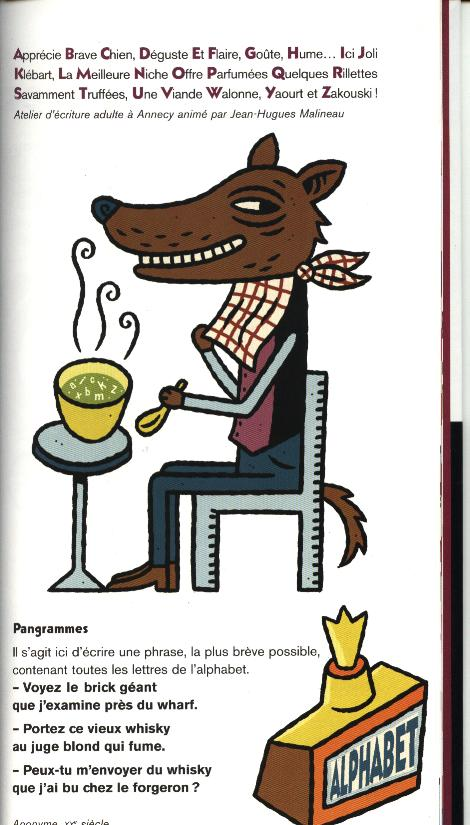 Apprécie Brave Chien, Déguste Et Flaire, Goûte, Hume... Ici Joli
Klébart, La Meilleure Niche Offre Parfumées Quelques Rillettes
Savamment Truffées, Une Viande Walonne, Yaourt et Zakouski !
Atelier d'écriture adulte à Annecy animé par Jean-Hugues Malineau
a i c k z
x b m
Pangrammes
Il s'agit ici d'écrire une phrase, la plus brève possible,
contenant toutes les lettres de l'alphabet.
– Voyez le brick géant
que j'examine près du wharf.
– Portez ce vieux whisky
au juge blond qui fume.
– Peux-tu m'envoyer du whisky
que j'ai bu chez le forgeron ?
ALPHABET
Anonyme, XXe siècle